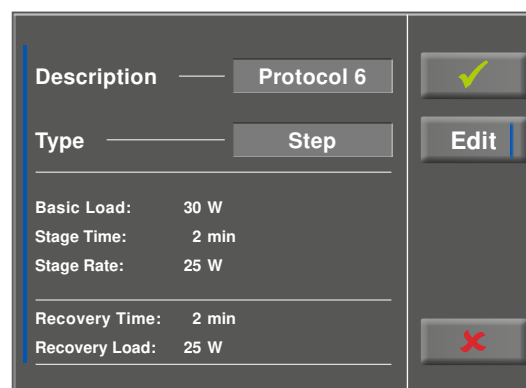 Description Protocol 6
Type Step
Edit
Basic Load: 30 W
Stage Time: 2 min
Stage Rate: 25 W
Recovery Time: 2 min
Recovery Load: 25 W